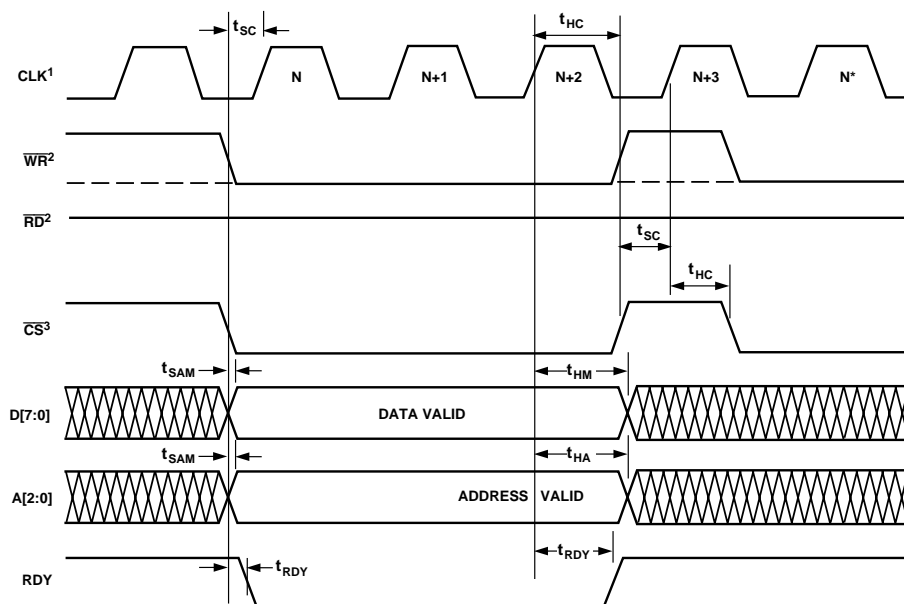 tSC
tHC
CLK1
N
N+1
N+2
N+3
N*
WR2
RD2
tSC
tHC
CS3
tSAM
tHM
D[7:0]
DATA VALID
tSAM
tHA
A[2:0]
ADDRESS VALID
RDY
tRDY
tRDY